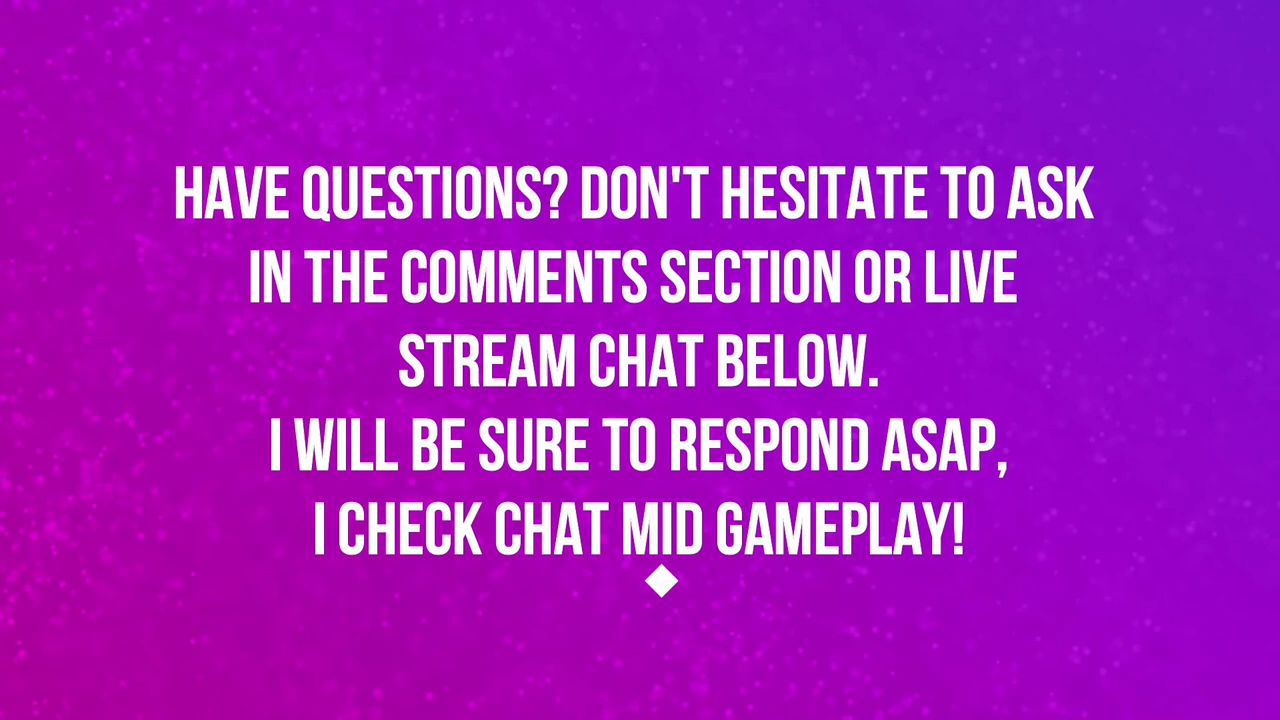 HAVE QUESTIONS? DON'T HESITATE TO ASK
IN THE COMMENTS SECTION OR LIVE
STREAM CHAT BELOW.
I WILL BE SURE TO RESPOND ASAP,
I CHECK CHAT MID GAMEPLAY!